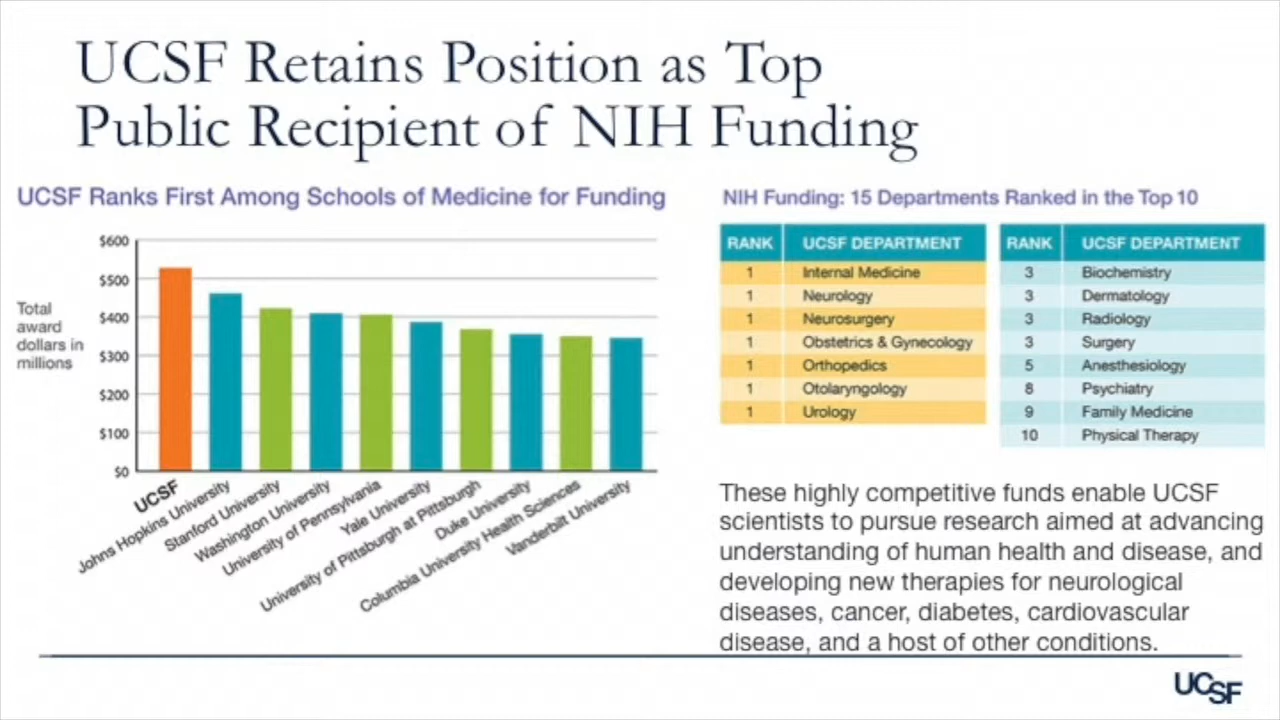 UCSF Retains Position as Top
Public Recipient of NIH Funding
UCSF Ranks First Among Schools of Medicine for Funding
Total
award
dollars in
millions
$600
$500
$400
$300
$200
$100
$0
UCSF
Johns Hopkins University
Stanford University
Washington University
University of Pennsylvania
Yale University
University of Pittsburgh at Pittsburgh
Duke University
Columbia University Health Sciences
Vanderbilt University
NIH Funding: 15 Departments Ranked in the Top 10
RANK UCSF DEPARTMENT
1 Internal Medicine
1 Neurology
1 Neurosurgery
1 Obstetrics & Gynecology
1 Orthopedics
1 Otolaryngology
1 Urology
RANK UCSF DEPARTMENT
3 Biochemistry
3 Dermatology
3 Radiology
3 Surgery
5 Anesthesiology
8 Psychiatry
9 Family Medicine
10 Physical Therapy
These highly competitive funds enable UCSF
scientists to pursue research aimed at advancing
understanding of human health and disease, and
developing new therapies for neurological
diseases, cancer, diabetes, cardiovascular
disease, and a host of other conditions.
UCSF